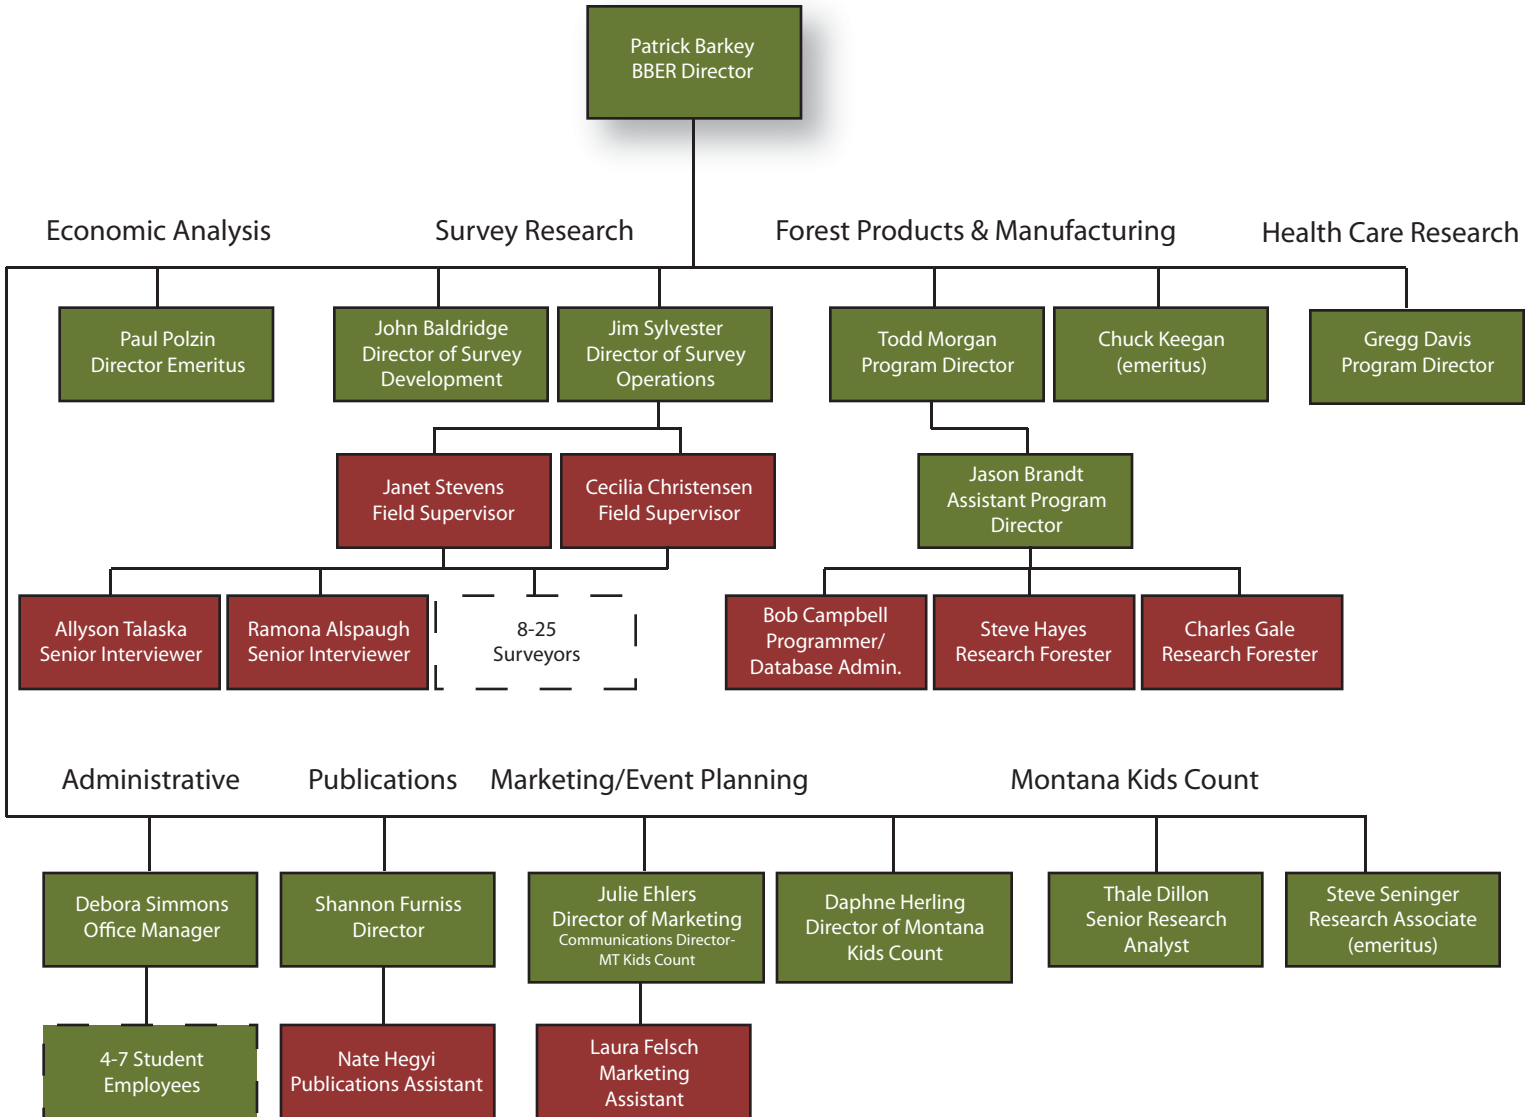 Patrick Barkey
BBER Director
Economic Analysis
Survey Research
Forest Products & Manufacturing
Health Care Research
Paul Polzin
Director Emeritus
John Baldridge
Director of Survey
Development
Jim Sylvester
Director of Survey
Operations
Todd Morgan
Program Director
Chuck Keegan
(emeritus)
Gregg Davis
Program Director
Janet Stevens
Field Supervisor
Cecilia Christensen
Field Supervisor
Jason Brandt
Assistant Program
Director
Allyson Talaska
Senior Interviewer
Ramona Alspaugh
Senior Interviewer
8-25
Surveyors
Bob Campbell
Programmer/
Database Admin.
Steve Hayes
Research Forester
Charles Gale
Research Forester
Administrative
Publications
Marketing/Event Planning
Montana Kids Count
Debora Simmons
Office Manager
Shannon Furniss
Director
Julie Ehlers
Director of Marketing
Communications Director-
MT Kids Count
Daphne Herling
Director of Montana
Kids Count
Thale Dillon
Senior Research
Analyst
Steve Seninger
Research Associate
(emeritus)
4-7 Student
Employees
Nate Hegyi
Publications Assistant
Laura Felsch
Marketing
Assistant